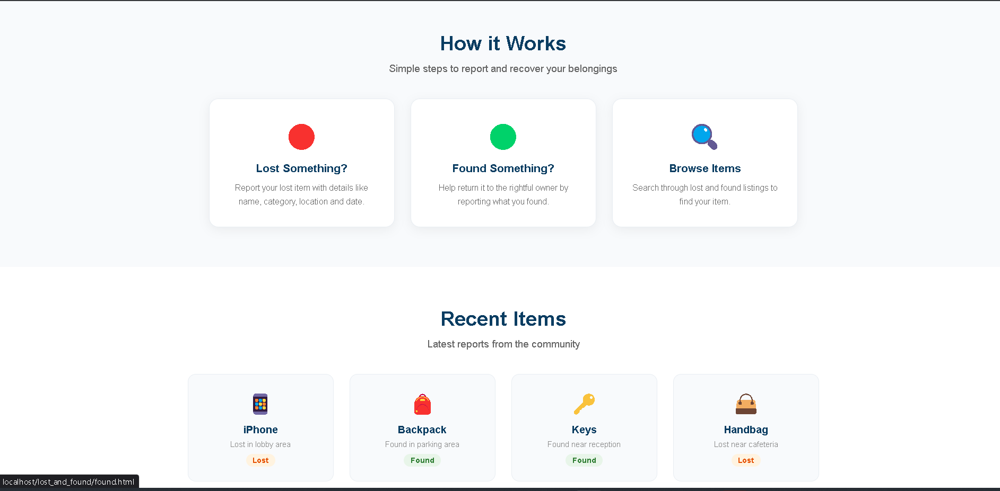 How it Works
Simple steps to report and recover your belongings
Lost Something?
Report your lost item with details like
name, category, location and date.
Found Something?
Help return it to the rightful owner by
reporting what you found.
Browse Items
Search through lost and found listings to
find your item.
Recent Items
Latest reports from the community
iPhone
Lost in lobby area
Lost
Backpack
Found in parking area
Found
Keys
Found near reception
Found
Handbag
Lost near cafeteria
Lost
localhost/lost_and_found/found.html